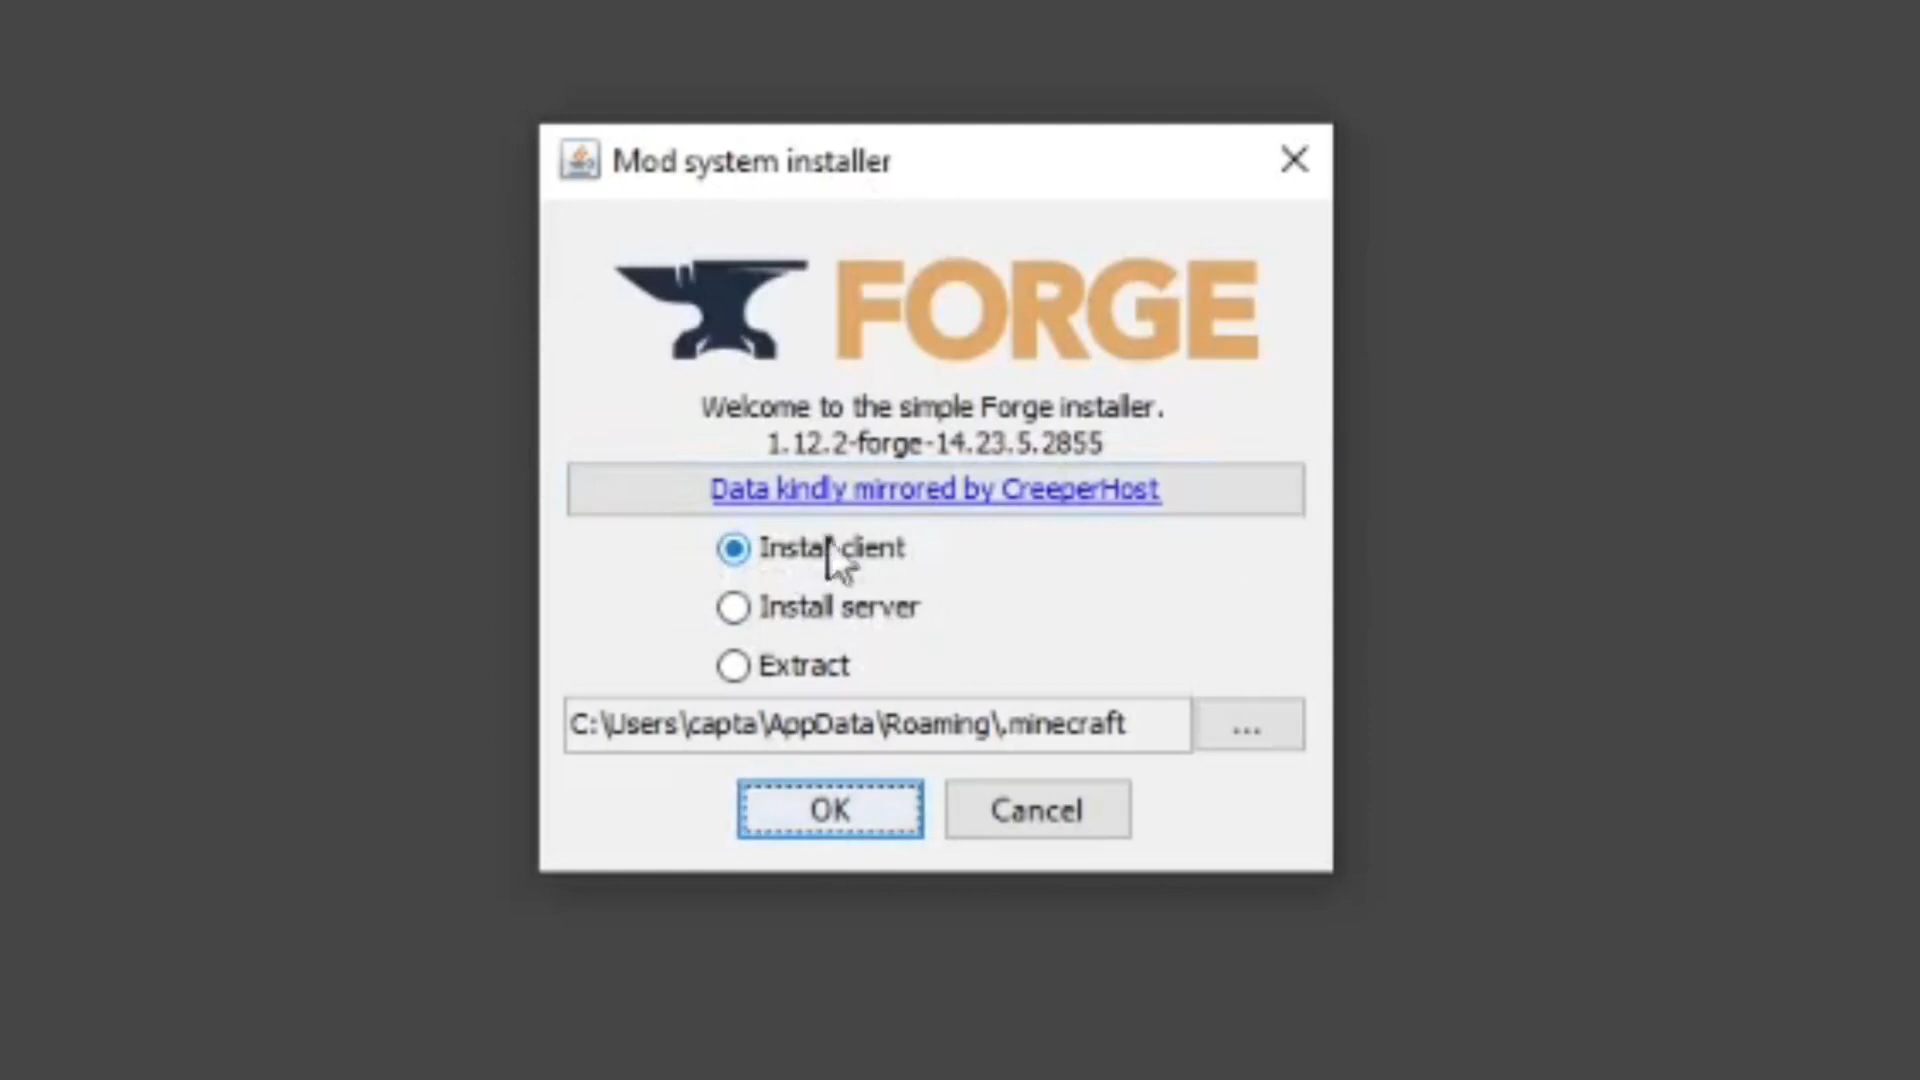 Mod system installer
FORGE
Welcome to the simple Forge installer.
1.12.2-forge-14.23.5.2855
Data kindly mirrored by CreeperHost
Install client
Install server
Extract
C:\Users\capta\AppData\Roaming\.minecraft
...
OK
Cancel